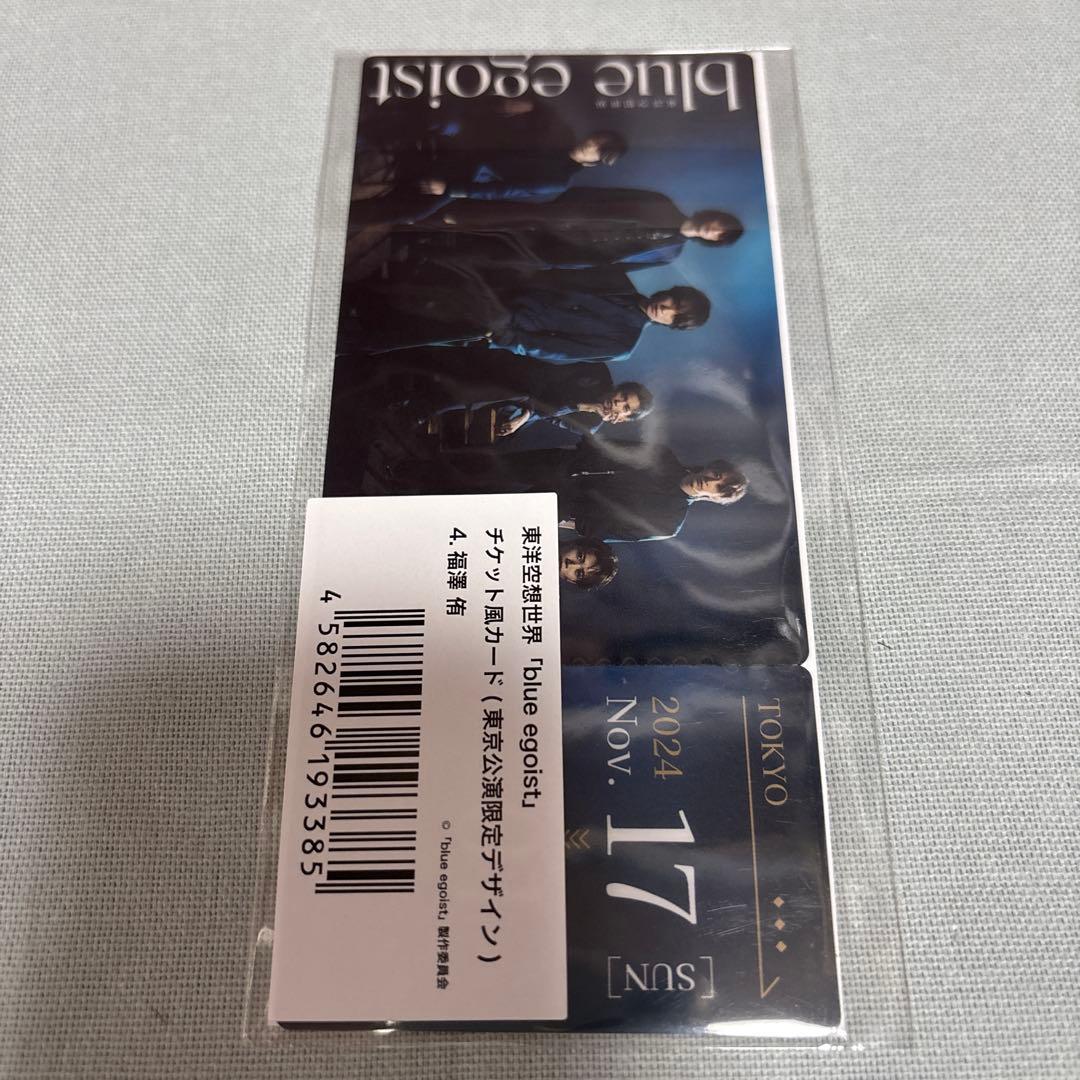 blue egoist
東洋空想世界
TOKYO
2024
Nov. 17
[SUN]
東洋空想世界「blue egoist」
チケット風カード(東京公演限定デザイン)
4. 福澤 侑
©「blue egoist」製作委員会
4 582646 193385